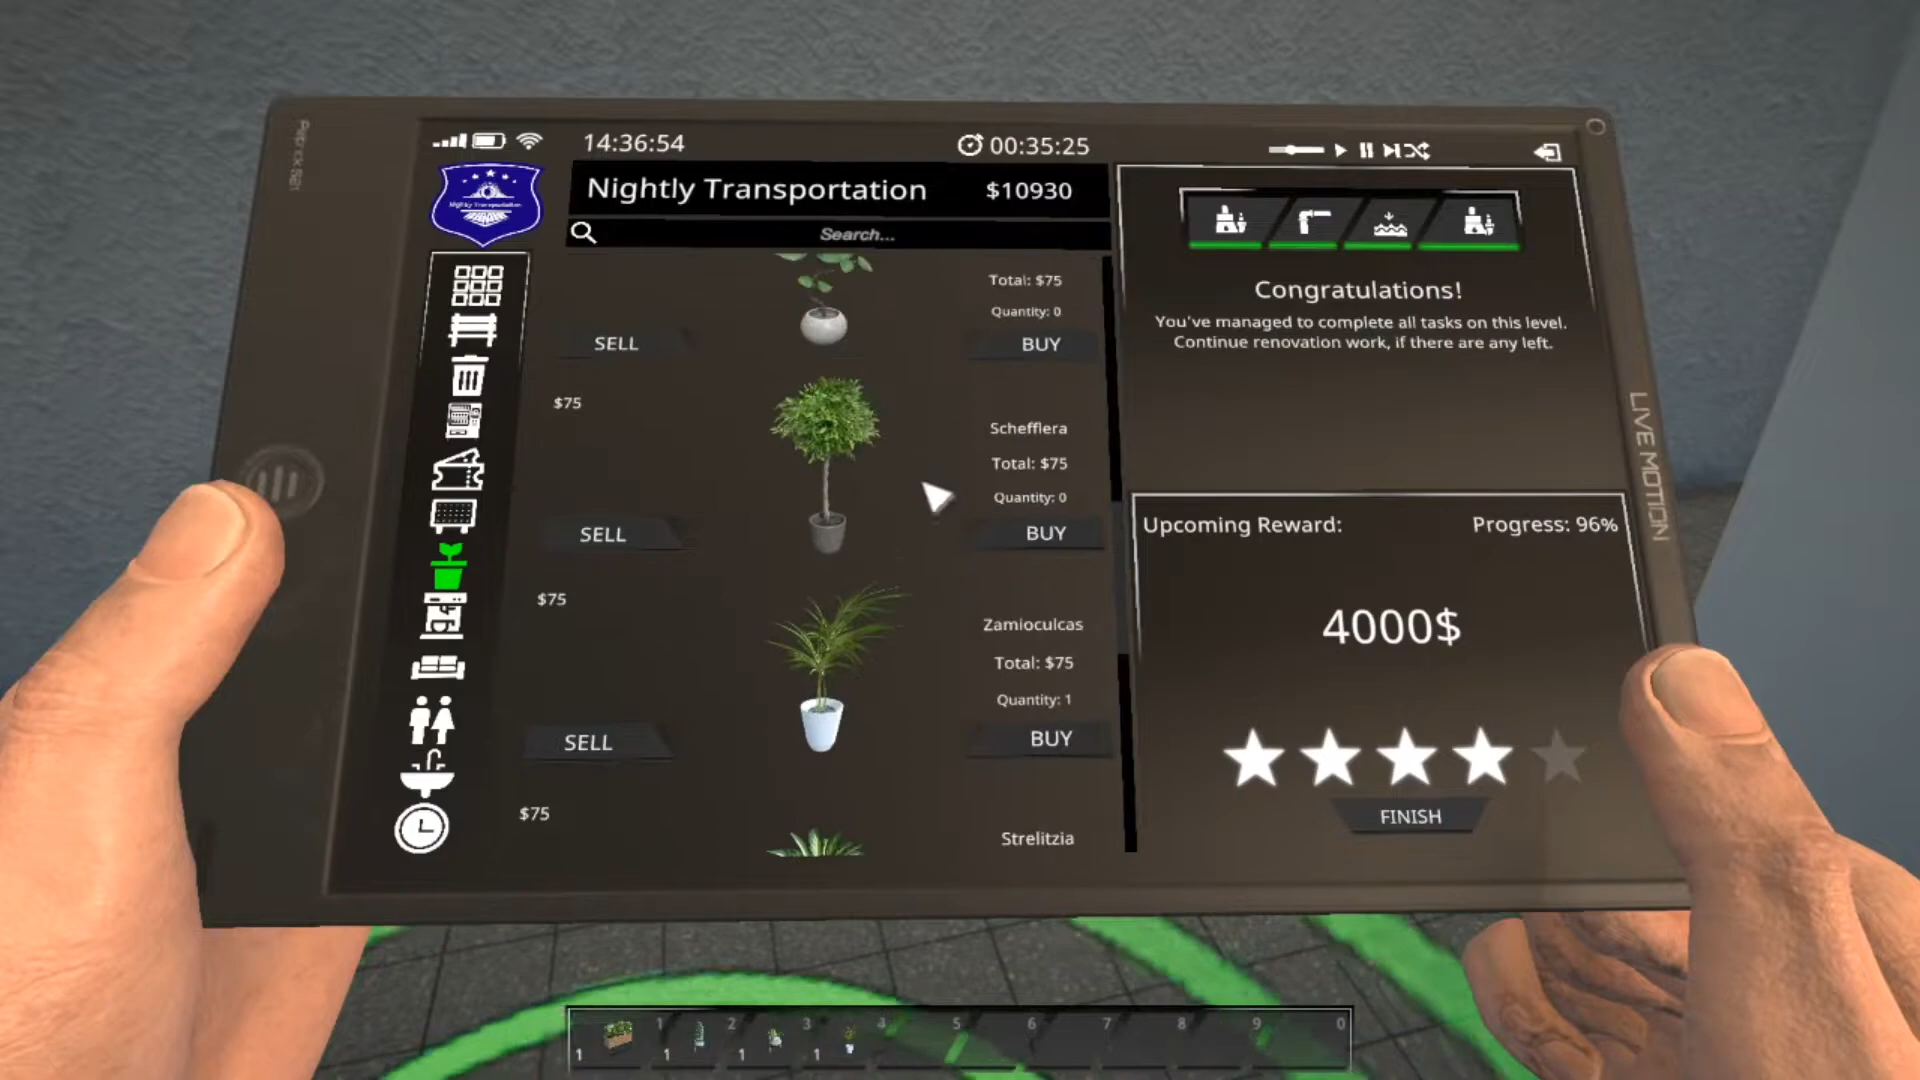 14:36:54
00:35:25
Nightly Transportation
$10930
Search...
Nightly Transportation
Total: $75
Quantity: 0
SELL
BUY
$75
Schefflera
Total: $75
Quantity: 0
SELL
BUY
$75
Zamioculcas
Total: $75
Quantity: 1
SELL
BUY
$75
Strelitzia
Congratulations!
You've managed to complete all tasks on this level.
Continue renovation work, if there are any left.
Upcoming Reward:
Progress: 96%
4000$
FINISH
LIVE MOTION
1 2 3 4 5 6 7 8 9 0
1 1 1 1